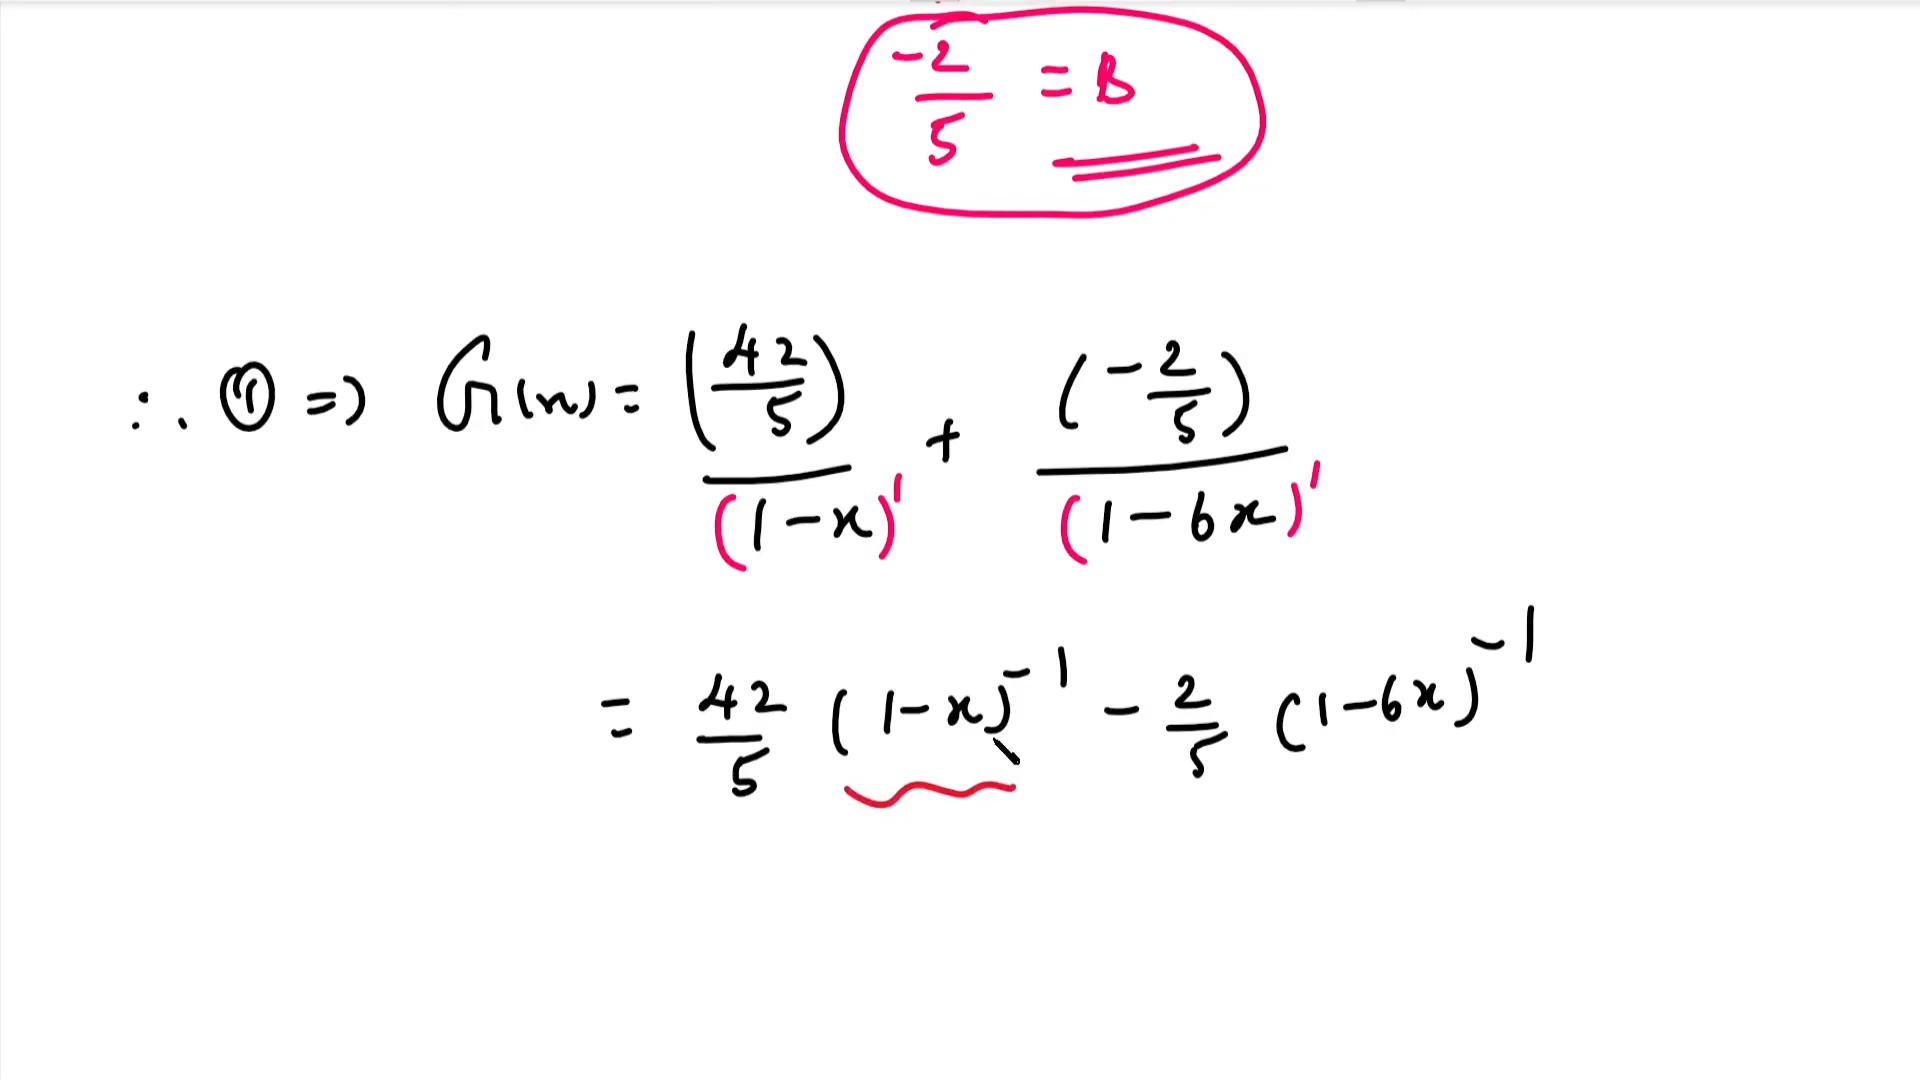 -2/5 = B
∴ ① ⇒ G(x) = (42/5)/(1-x)¹ + (-2/5)/(1-6x)¹
= 42/5 (1-x)⁻¹ - 2/5 (1-6x)⁻¹